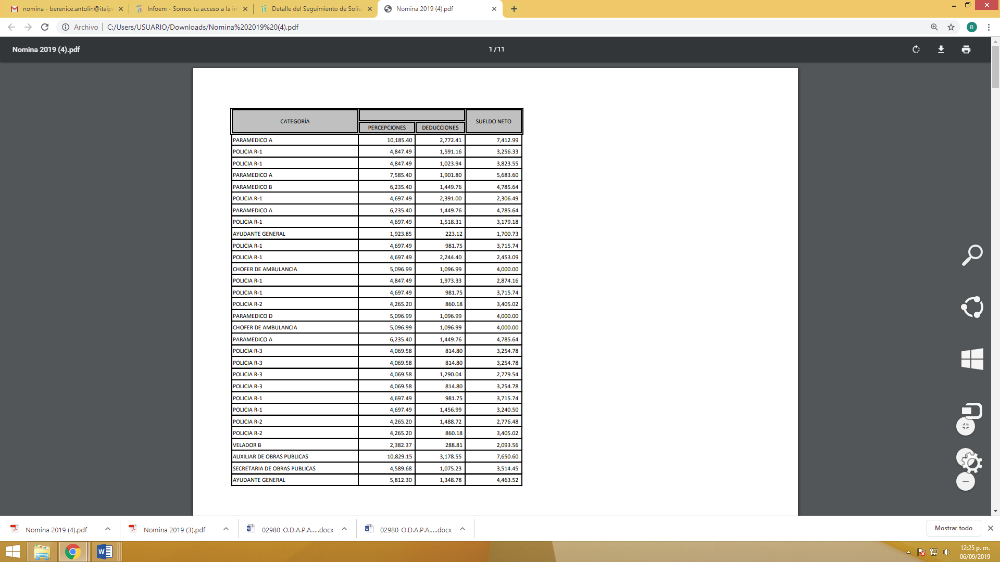 nomina - berenice.antolin@itaipe
Infoem - Somos tu acceso a la in
Detalle del Seguimiento de Solic
Nomina 2019 (4).pdf
Archivo C:/Users/USUARIO/Downloads/Nomina%202019%20(4).pdf
B
Nomina 2019 (4).pdf 1 / 11
CATEGORÍA PERCEPCIONES DEDUCCIONES SUELDO NETO
PARAMEDICO A 10,185.40 2,772.41 7,412.99
POLICIA R-1 4,847.49 1,591.16 3,256.33
POLICIA R-1 4,847.49 1,023.94 3,823.55
PARAMEDICO A 7,585.40 1,901.80 5,683.60
PARAMEDICO B 6,235.40 1,449.76 4,785.64
POLICIA R-1 4,697.49 2,391.00 2,306.49
PARAMEDICO A 6,235.40 1,449.76 4,785.64
POLICIA R-1 4,697.49 1,518.31 3,179.18
AYUDANTE GENERAL 1,923.85 223.12 1,700.73
POLICIA R-1 4,697.49 981.75 3,715.74
POLICIA R-1 4,697.49 2,244.40 2,453.09
CHOFER DE AMBULANCIA 5,096.99 1,096.99 4,000.00
POLICIA R-1 4,847.49 1,973.33 2,874.16
POLICIA R-1 4,697.49 981.75 3,715.74
POLICIA R-2 4,265.20 860.18 3,405.02
PARAMEDICO D 5,096.99 1,096.99 4,000.00
CHOFER DE AMBULANCIA 5,096.99 1,096.99 4,000.00
PARAMEDICO A 6,235.40 1,449.76 4,785.64
POLICIA R-3 4,069.58 814.80 3,254.78
POLICIA R-3 4,069.58 814.80 3,254.78
POLICIA R-3 4,069.58 1,290.04 2,779.54
POLICIA R-3 4,069.58 814.80 3,254.78
POLICIA R-1 4,697.49 981.75 3,715.74
POLICIA R-1 4,697.49 1,456.99 3,240.50
POLICIA R-2 4,265.20 1,488.72 2,776.48
POLICIA R-2 4,265.20 860.18 3,405.02
VELADOR B 2,382.37 288.81 2,093.56
AUXILIAR DE OBRAS PUBLICAS 10,829.15 3,178.55 7,650.60
SECRETARIA DE OBRAS PUBLICAS 4,589.68 1,075.23 3,514.45
AYUDANTE GENERAL 5,812.30 1,348.78 4,463.52
Nomina 2019 (4).pdf
Nomina 2019 (3).pdf
02980-O.D.A.P.A.....docx
02980-O.D.A.P.A.....docx
Mostrar todo
12:25 p. m.
06/09/2019